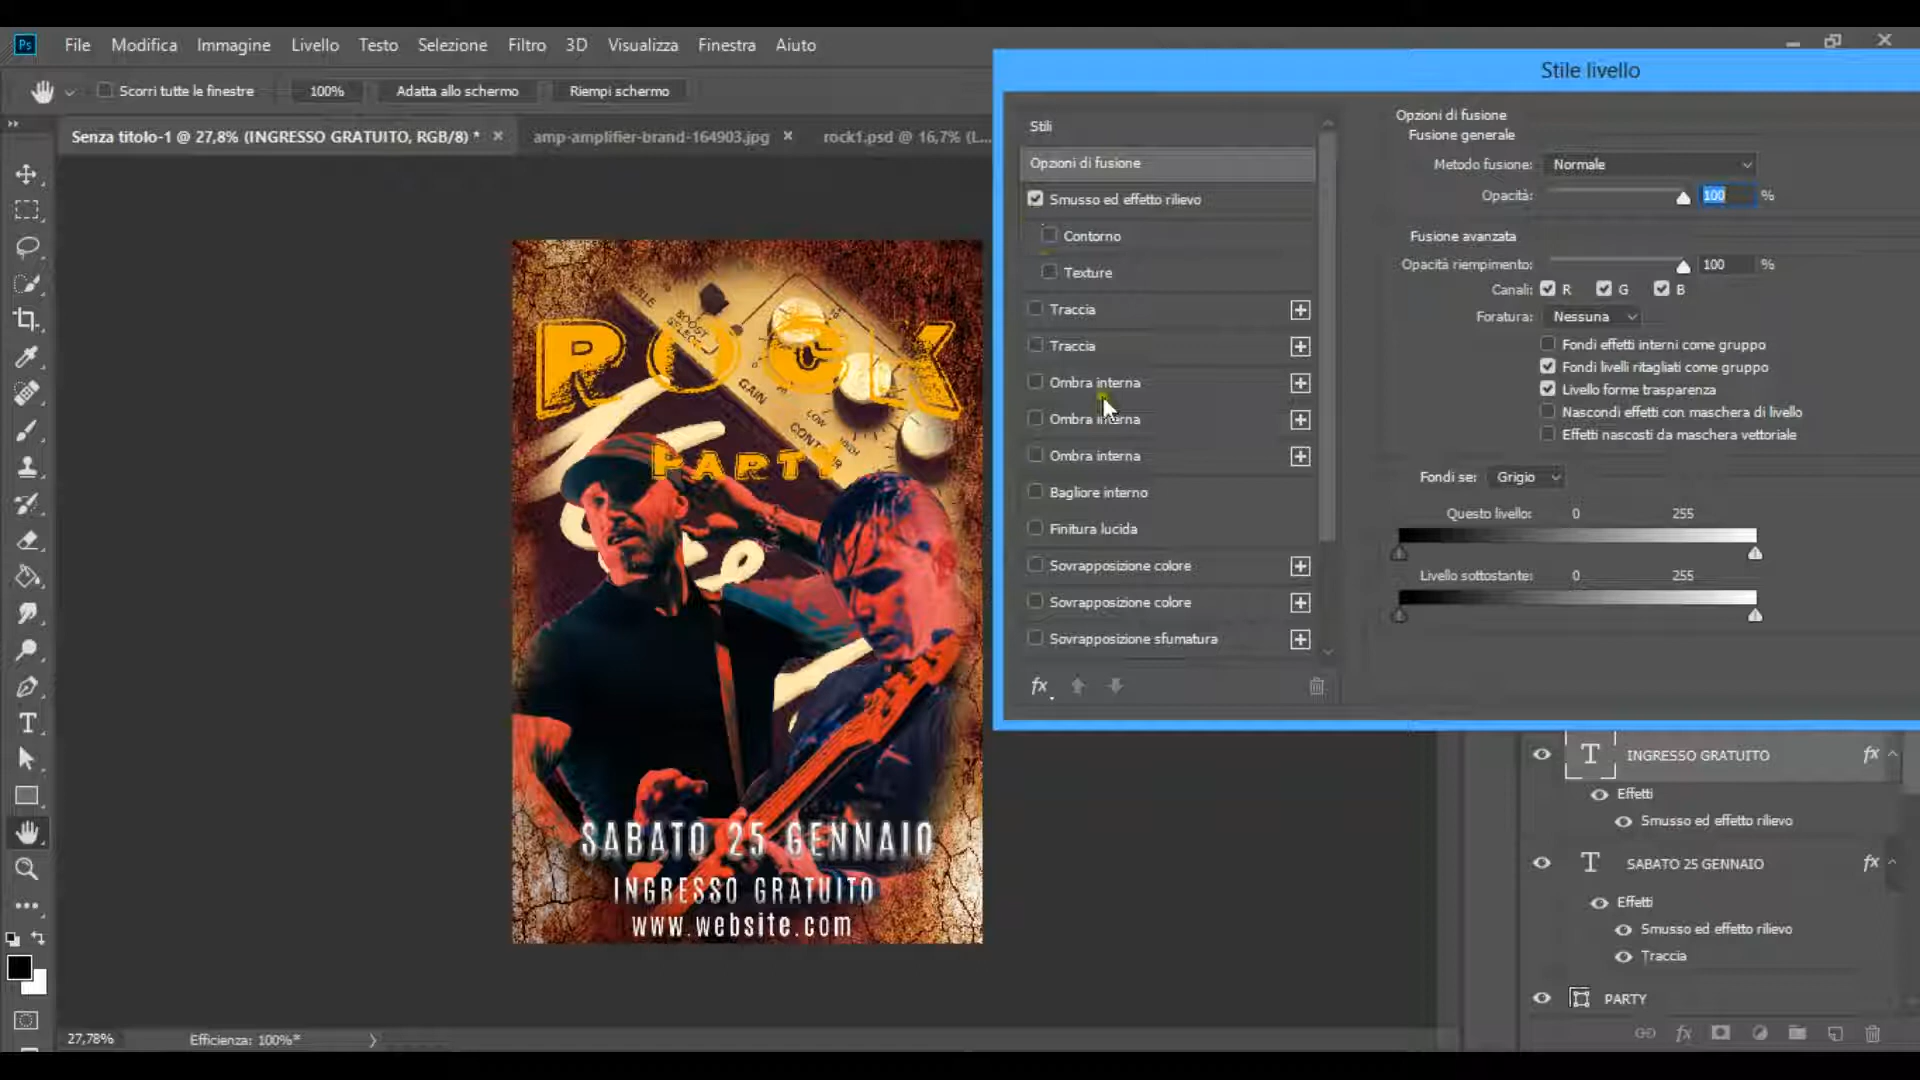 Ps File Modifica Immagine Livello Testo Selezione Filtro 3D Visualizza Finestra Aiuto
Scorri tutte le finestre 100% Adatta allo schermo Riempi schermo
Senza titolo-1 @ 27,8% (INGRESSO GRATUITO, RGB/8) * × amp-amplifier-brand-164903.jpg × rock1.psd @ 16,7% (L...
ROCK
BOOST
GAIN
LOW
PARTY
SABATO 25 GENNAIO
INGRESSO GRATUITO
www.website.com
27,78% Efficienza: 100%*
Stile livello
Stili
Opzioni di fusione
Smusso ed effetto rilievo
Contorno
Texture
Traccia
Traccia
Ombra interna
Ombra interna
Ombra interna
Bagliore interno
Finitura lucida
Sovrapposizione colore
Sovrapposizione colore
Sovrapposizione sfumatura
fx
Opzioni di fusione
Fusione generale
Metodo fusione: Normale
Opacità: 100 %
Fusione avanzata
Opacità riempimento: 100 %
Canali: R G B
Foratura: Nessuna
Fondi effetti interni come gruppo
Fondi livelli ritagliati come gruppo
Livello forme trasparenza
Nascondi effetti con maschera di livello
Effetti nascosti da maschera vettoriale
Fondi se: Grigio
Questo livello: 0 255
Livello sottostante: 0 255
T INGRESSO GRATUITO fx
Effetti
Smusso ed effetto rilievo
T SABATO 25 GENNAIO fx
Effetti
Smusso ed effetto rilievo
Traccia
PARTY
fx